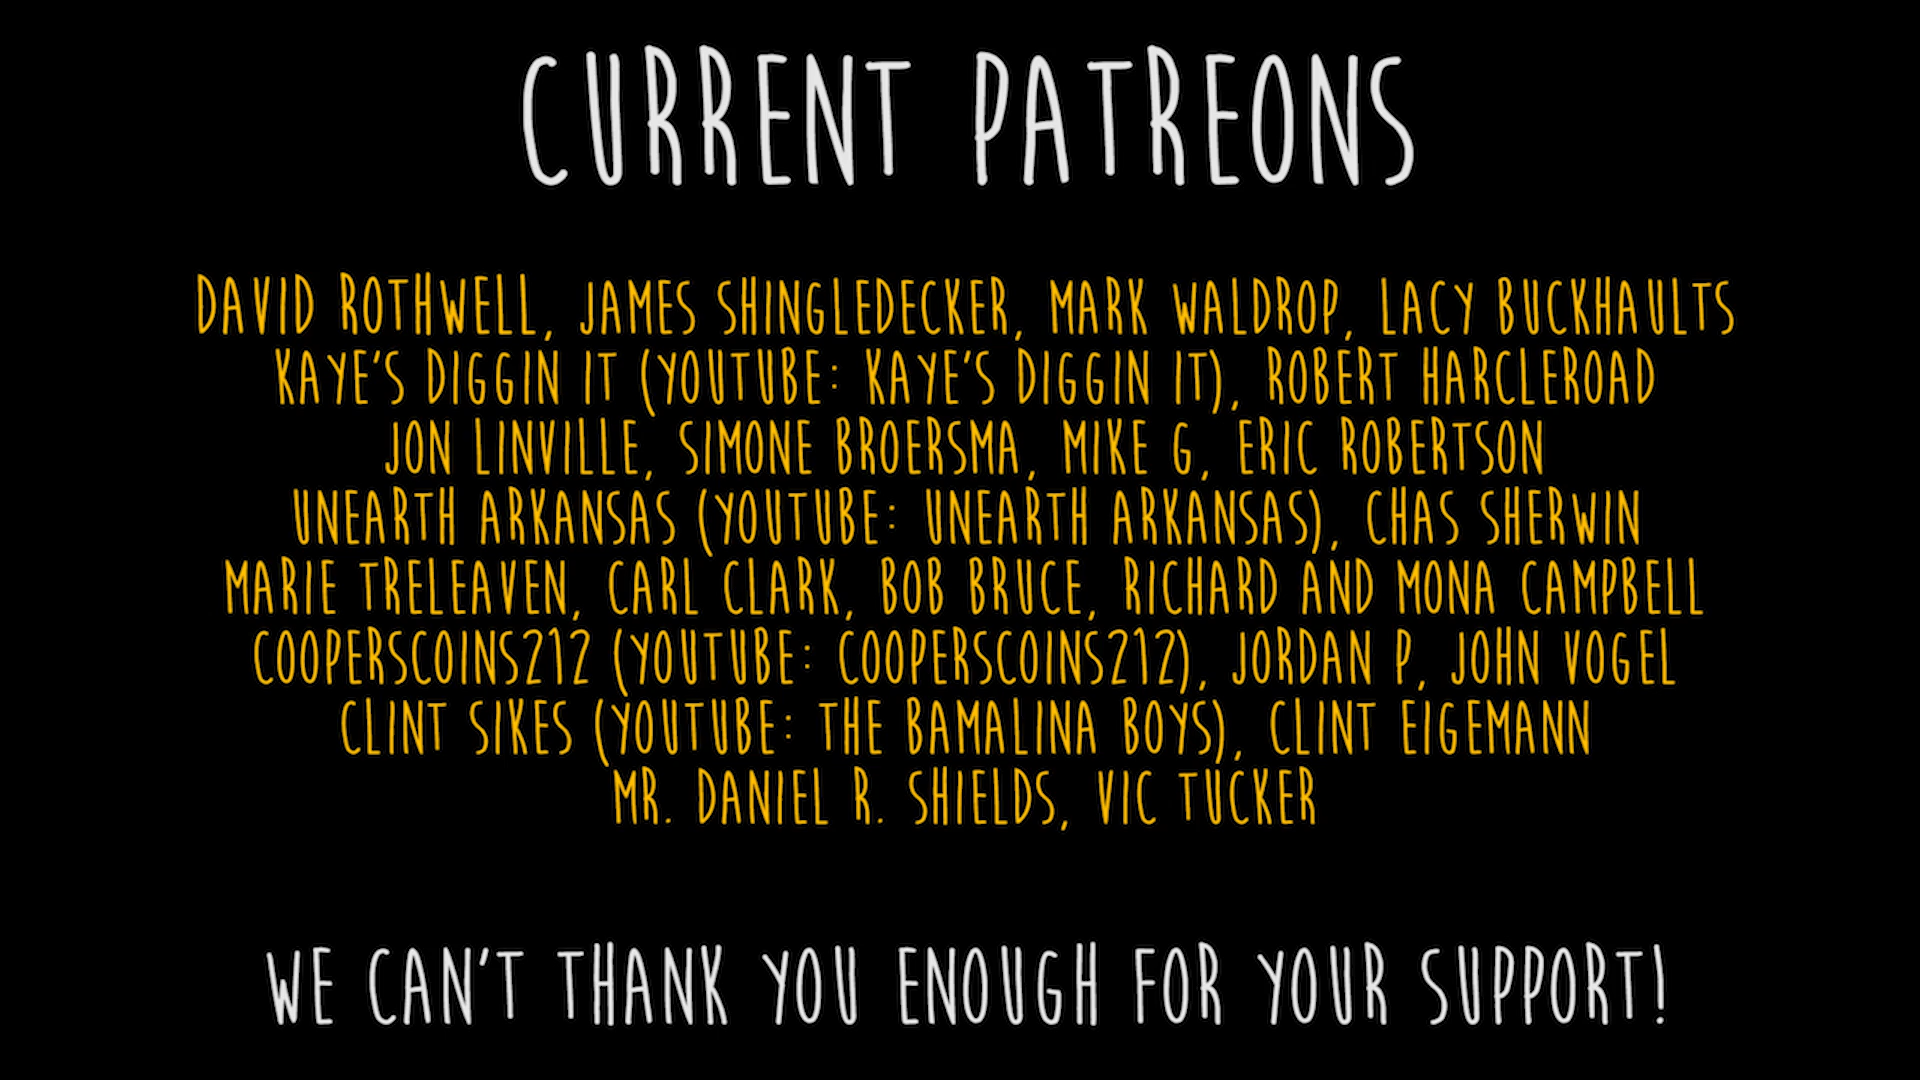 CURRENT PATREONS
DAVID ROTHWELL, JAMES SHINGLEDECKER, MARK WALDROP, LACY BUCKHAULTS
KAYE'S DIGGIN IT (YOUTUBE: KAYE'S DIGGIN IT), ROBERT HARCLEROAD
JON LINVILLE, SIMONE BROERSMA, MIKE G, ERIC ROBERTSON
UNEARTH ARKANSAS (YOUTUBE: UNEARTH ARKANSAS), CHAS SHERWIN
MARIE TRELEAVEN, CARL CLARK, BOB BRUCE, RICHARD AND MONA CAMPBELL
COOPERSCOINS212 (YOUTUBE: COOPERSCOINS212), JORDAN P, JOHN VOGEL
CLINT SIKES (YOUTUBE: THE BAMALINA BOYS), CLINT EIGEMANN
MR. DANIEL R. SHIELDS, VIC TUCKER
WE CAN'T THANK YOU ENOUGH FOR YOUR SUPPORT!